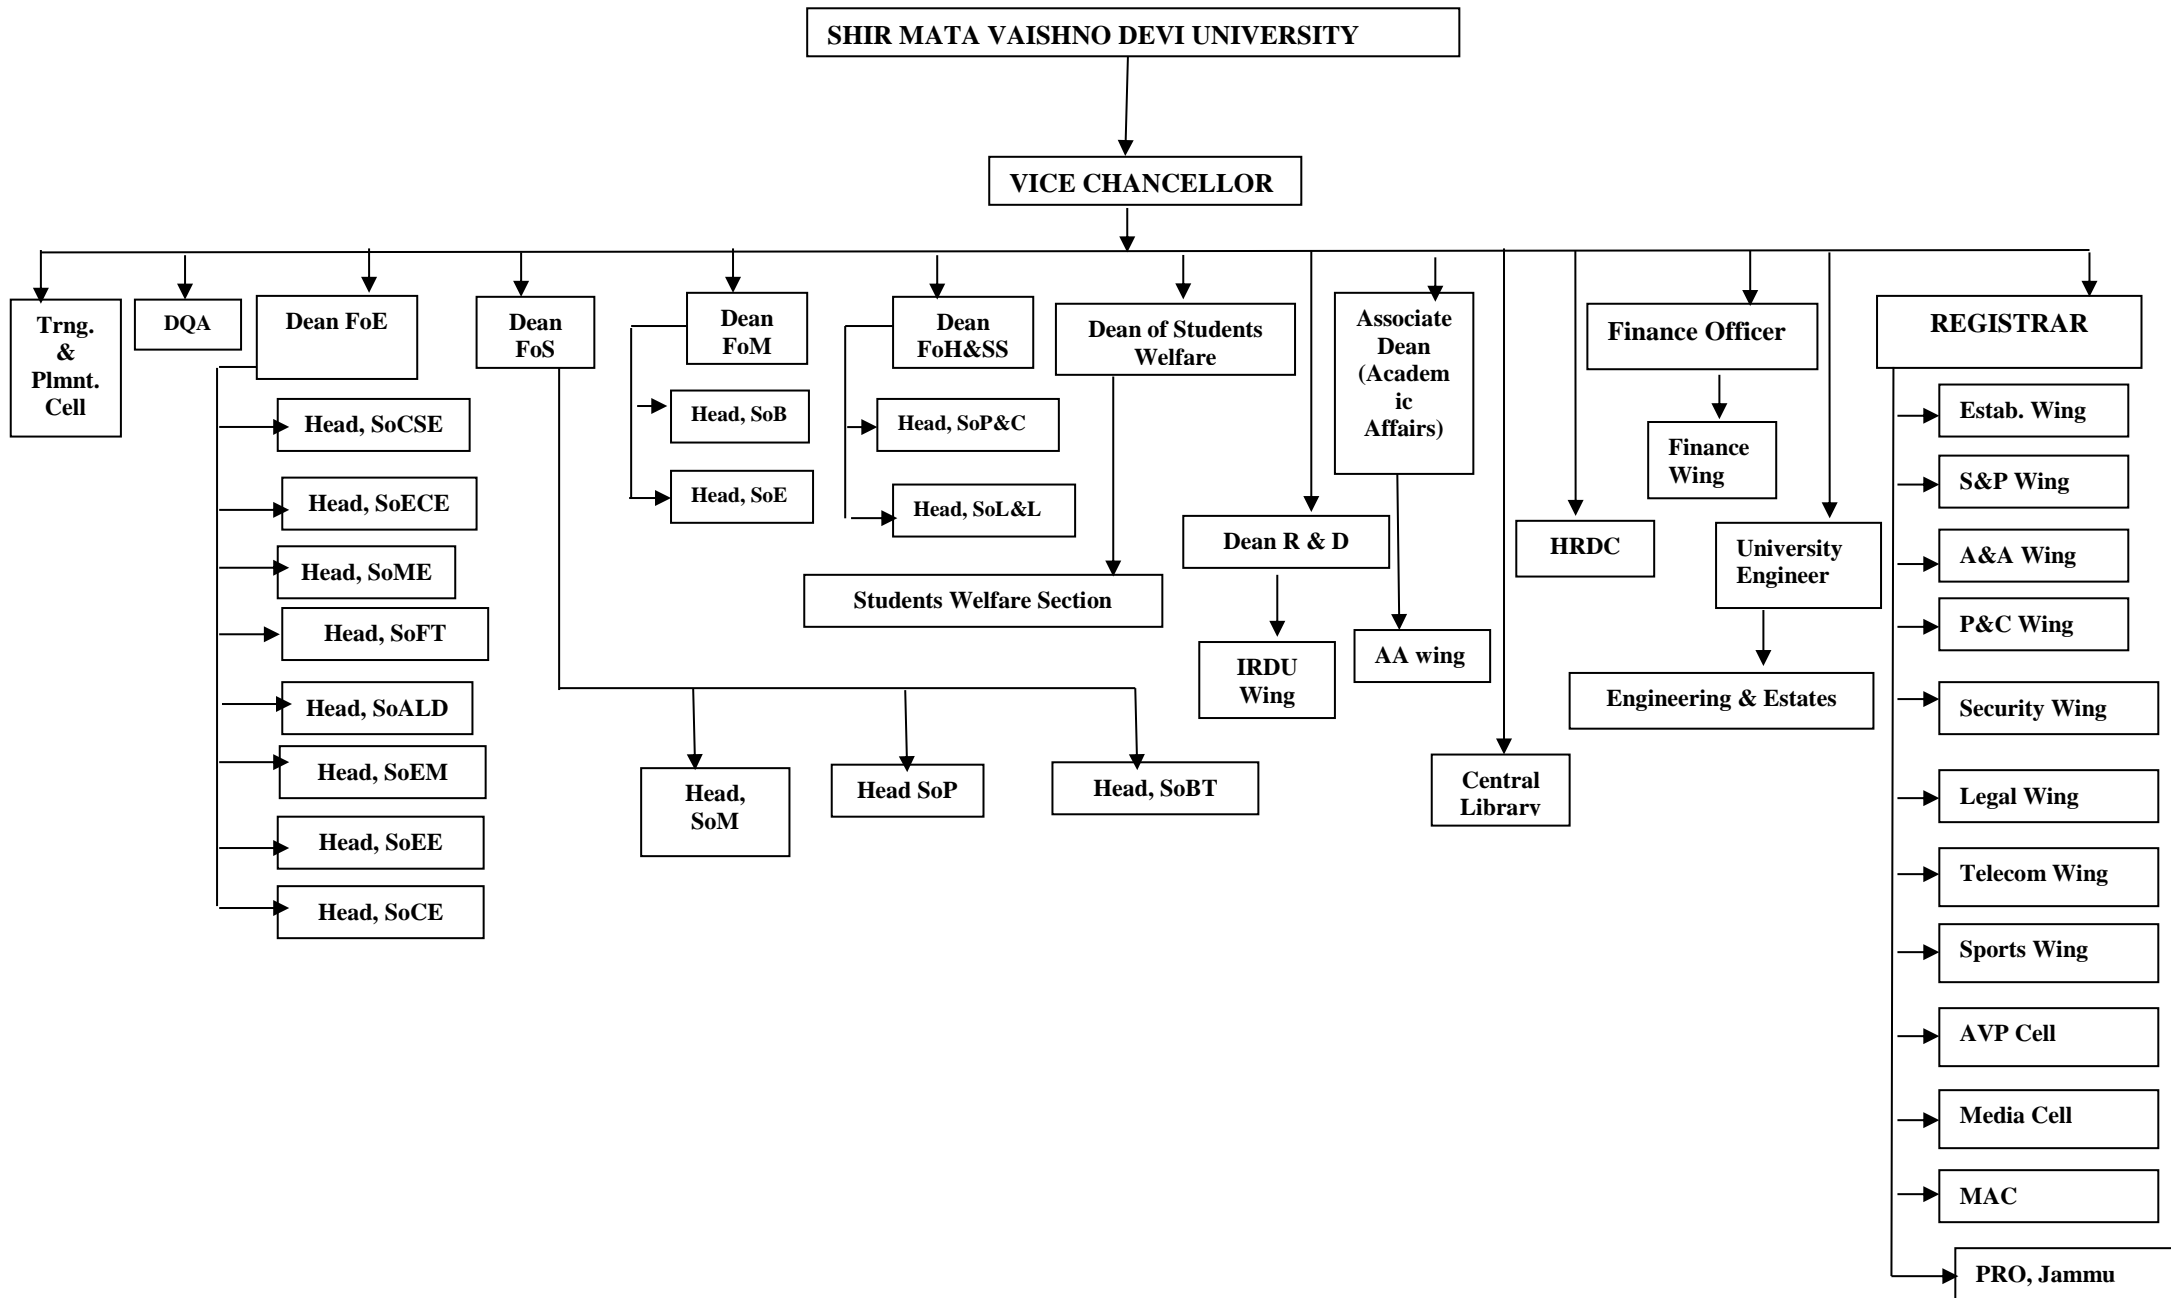 SHIR MATA VAISHNO DEVI UNIVERSITY
VICE CHANCELLOR
Trng.
&
Plmnt.
Cell
DQA
Dean FoE
Head, SoCSE
Head, SoECE
Head, SoME
Head, SoFT
Head, SoALD
Head, SoEM
Head, SoEE
Head, SoCE
Dean
FoS
Head,
SoM
Head SoP
Head, SoBT
Dean
FoM
Head, SoB
Head, SoE
Dean
FoH&SS
Head, SoP&C
Head, SoL&L
Dean of Students
Welfare
Students Welfare Section
Dean R & D
IRDU
Wing
Associate
Dean
(Academ
ic
Affairs)
AA wing
Central
Library
HRDC
Finance Officer
Finance
Wing
University
Engineer
Engineering & Estates
REGISTRAR
Estab. Wing
S&P Wing
A&A Wing
P&C Wing
Security Wing
Legal Wing
Telecom Wing
Sports Wing
AVP Cell
Media Cell
MAC
PRO, Jammu